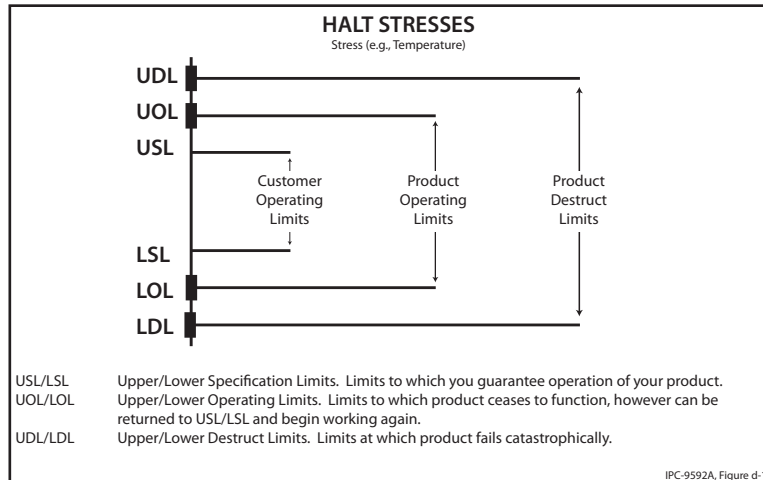 HALT STRESSES
Stress (e.g., Temperature)
UDL
UOL
USL
Customer
Operating
Limits
Product
Operating
Limits
Product
Destruct
Limits
LSL
LOL
LDL
USL/LSL Upper/Lower Specification Limits. Limits to which you guarantee operation of your product.
UOL/LOL Upper/Lower Operating Limits. Limits to which product ceases to function, however can be
returned to USL/LSL and begin working again.
UDL/LDL Upper/Lower Destruct Limits. Limits at which product fails catastrophically.
IPC-9592A, Figure d-1